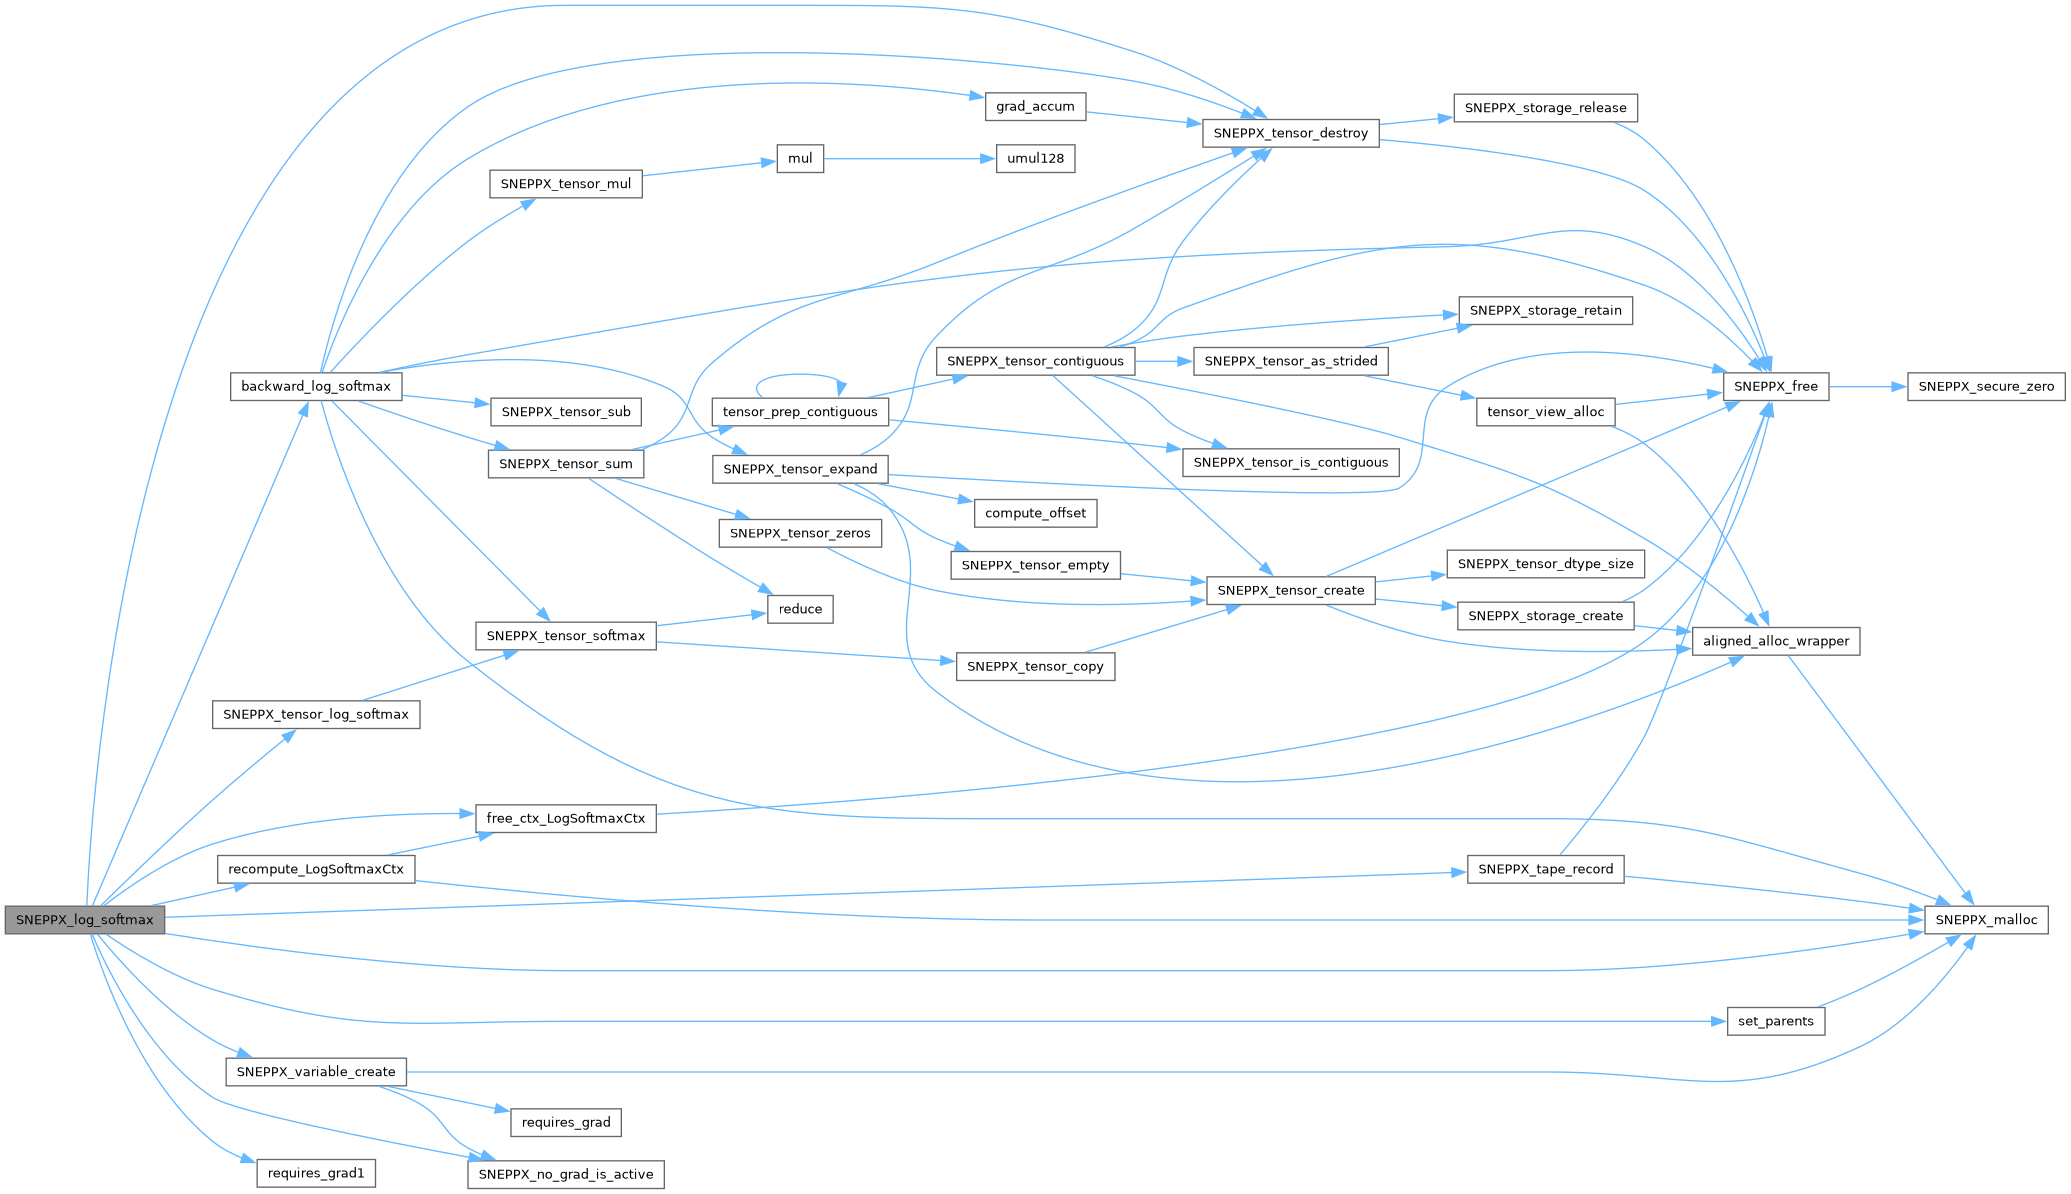 SNEPPX_log_softmax
backward_log_softmax
SNEPPX_tensor_log_softmax
recompute_LogSoftmaxCtx
SNEPPX_variable_create
requires_grad1
SNEPPX_tensor_mul
SNEPPX_tensor_sub
SNEPPX_tensor_sum
SNEPPX_tensor_softmax
free_ctx_LogSoftmaxCtx
requires_grad
SNEPPX_no_grad_is_active
mul
tensor_prep_contiguous
SNEPPX_tensor_expand
SNEPPX_tensor_zeros
reduce
grad_accum
umul128
SNEPPX_tensor_contiguous
compute_offset
SNEPPX_tensor_empty
SNEPPX_tensor_copy
SNEPPX_tensor_destroy
SNEPPX_tensor_as_strided
SNEPPX_tensor_is_contiguous
SNEPPX_tensor_create
SNEPPX_storage_release
SNEPPX_storage_retain
tensor_view_alloc
SNEPPX_tensor_dtype_size
SNEPPX_storage_create
SNEPPX_tape_record
SNEPPX_free
aligned_alloc_wrapper
set_parents
SNEPPX_secure_zero
SNEPPX_malloc